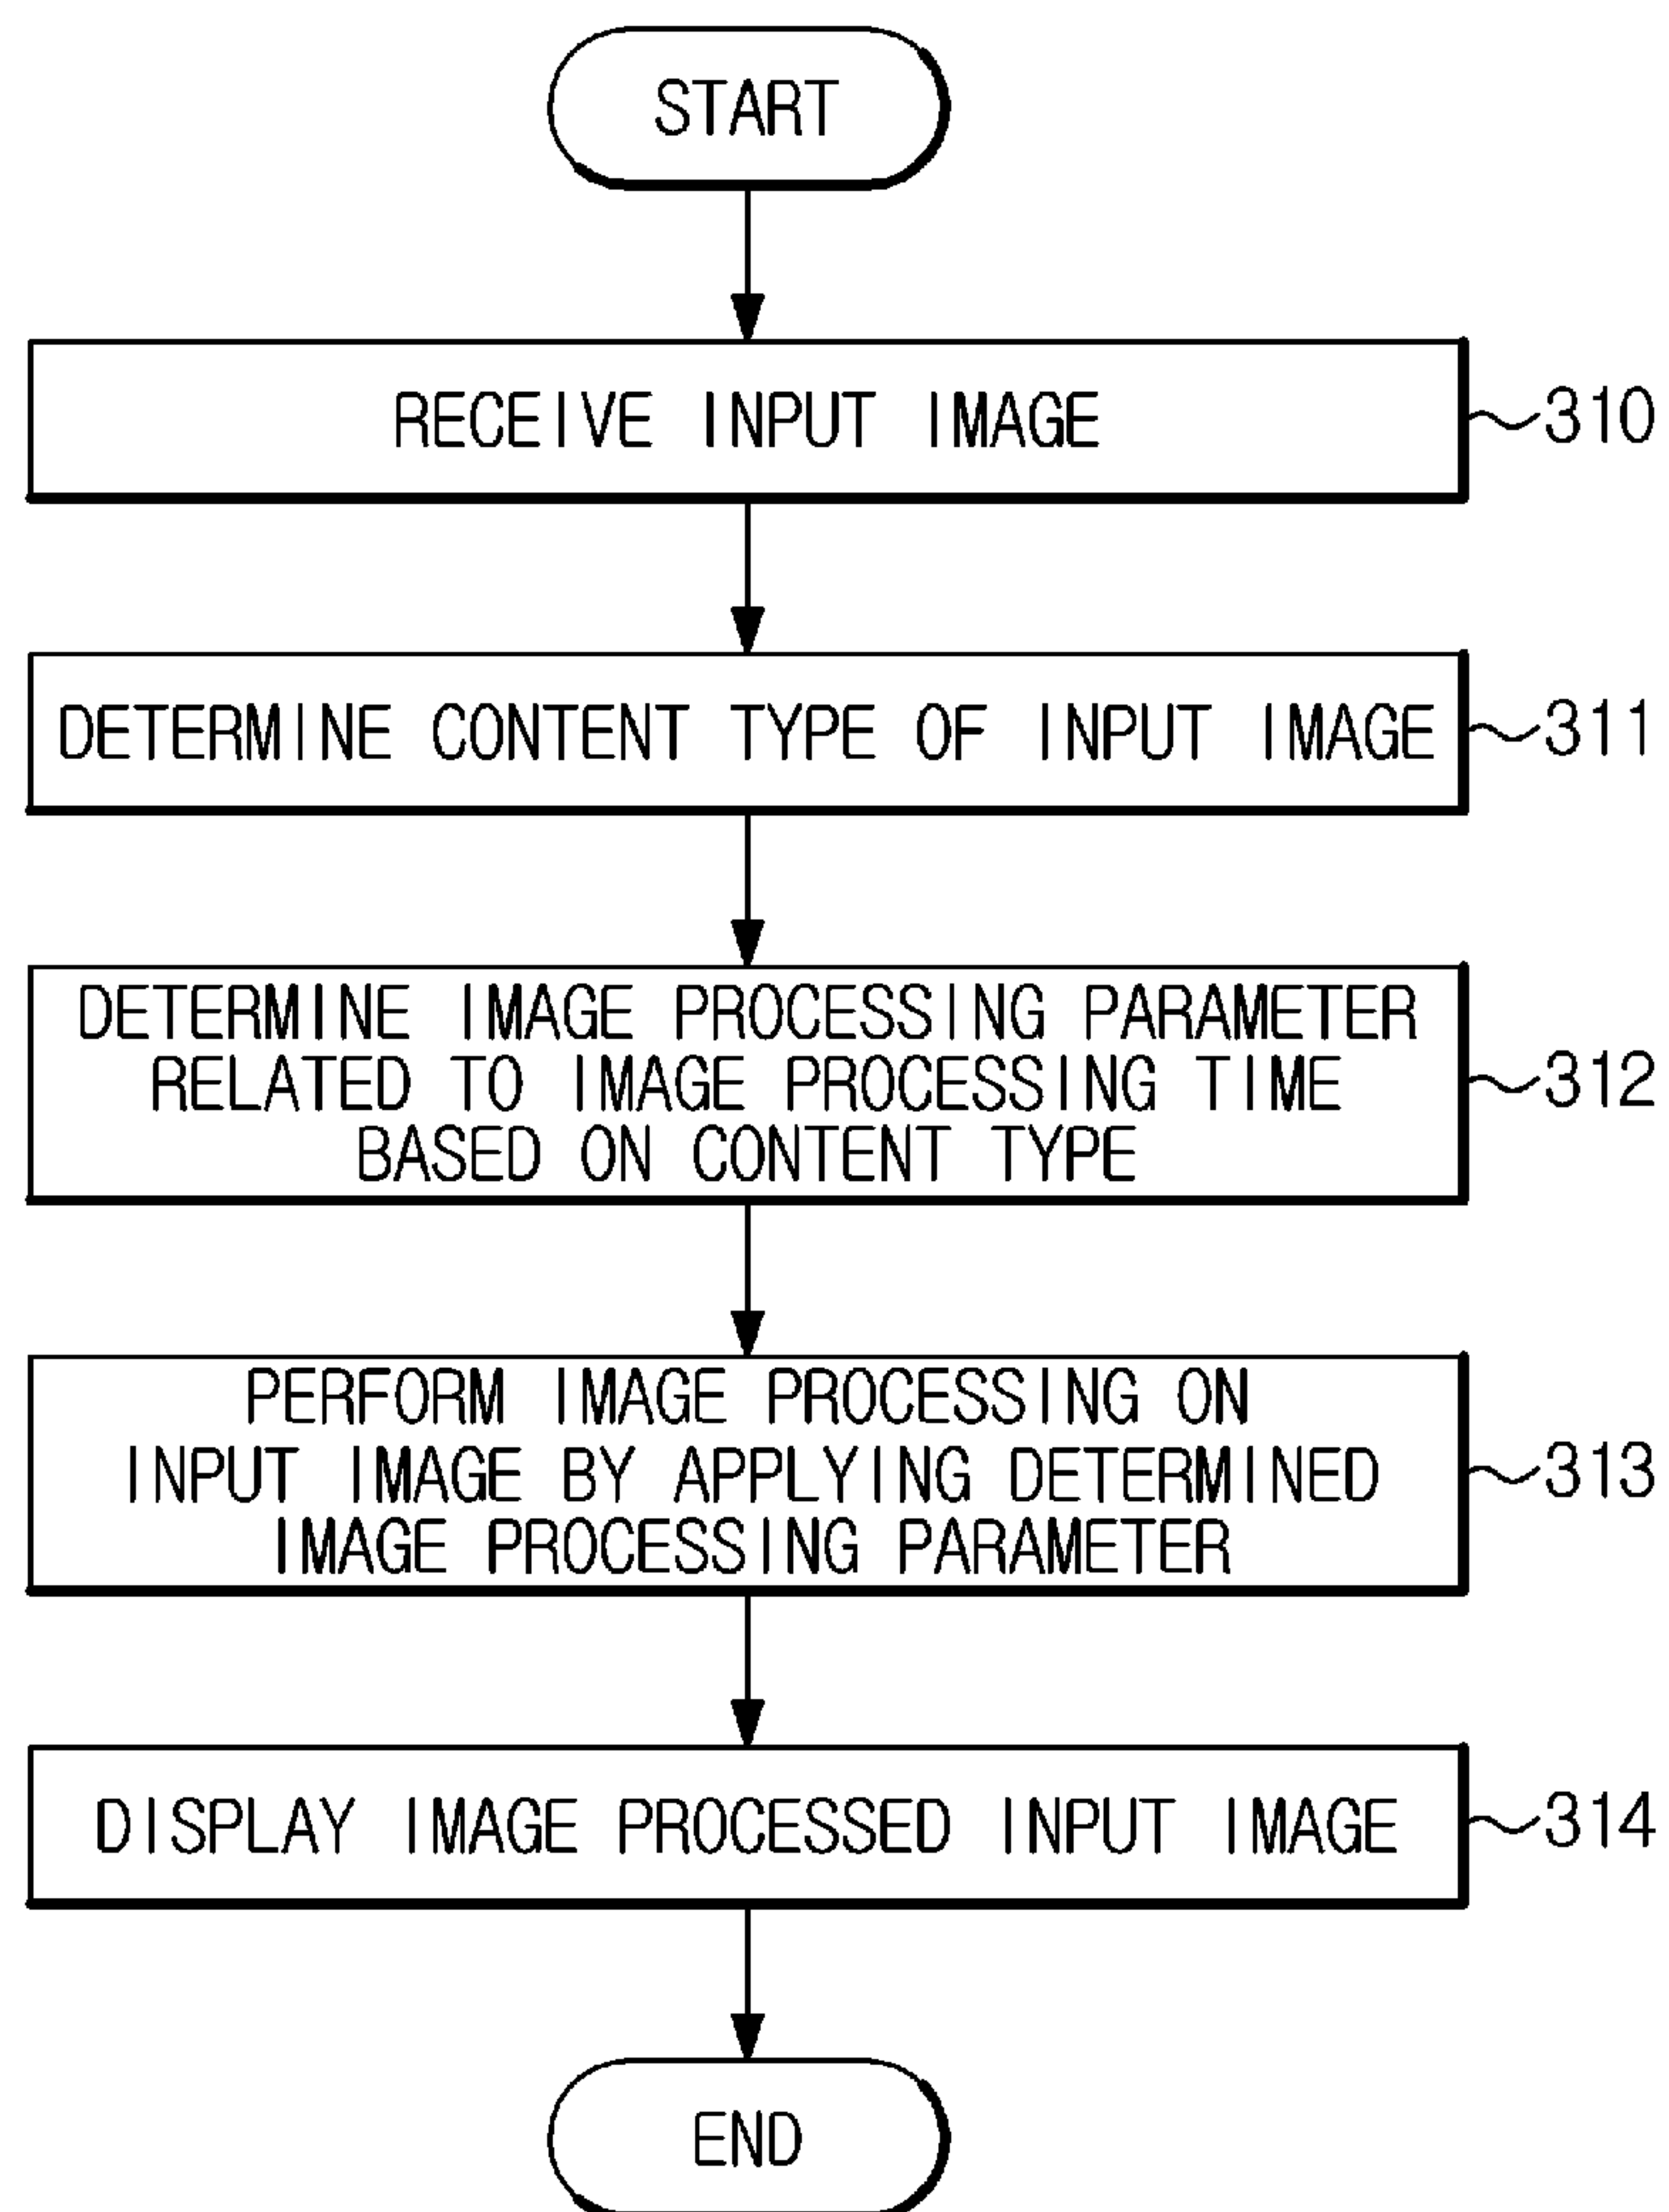 START
RECEIVE INPUT IMAGE
310
DETERMINE CONTENT TYPE OF INPUT IMAGE
311
DETERMINE IMAGE PROCESSING PARAMETER
RELATED TO IMAGE PROCESSING TIME
BASED ON CONTENT TYPE
312
PERFORM IMAGE PROCESSING ON
INPUT IMAGE BY APPLYING DETERMINED
IMAGE PROCESSING PARAMETER
313
DISPLAY IMAGE PROCESSED INPUT IMAGE
314
END